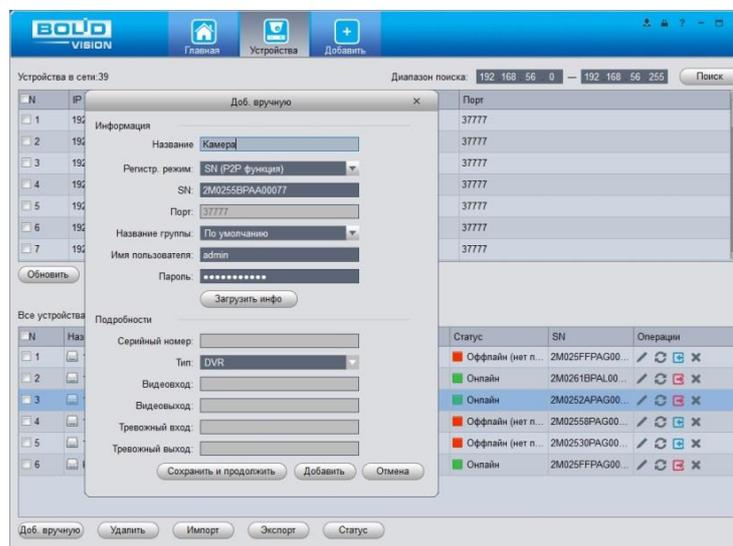 BOLID
VISION
Главная
Устройства
Добавить
Устройства в сети:39
Диапазон поиска: 192 168 56 0 — 192 168 56 255 Поиск
N IP Порт
1 192 37777
2 192 37777
3 192 37777
4 192 37777
5 192 37777
6 192 37777
7 192 37777
Доб. вручную
Информация
Название Камера
Регистр. режим: SN (P2P функция)
SN: 2M0255BPAA00077
Порт: 37777
Название группы: По умолчанию
Имя пользователя: admin
Пароль: •••••••••••
Загрузить инфо
Подробности
Серийный номер:
Тип: DVR
Видеовход:
Видеовыход:
Тревожный вход:
Тревожный выход:
Сохранить и продолжить Добавить Отмена
Обновить
Все устройства
N Наз Статус SN Операции
1 Оффлайн (нет п... 2M025FFPAG00...
2 Онлайн 2M0261BPAL00...
3 Онлайн 2M0252APAG00...
4 Оффлайн (нет п... 2M02558PAG00...
5 Оффлайн (нет п... 2M02530PAG00...
6 Онлайн 2M025FFPAG00...
Доб. вручную Удалить Импорт Экспорт Статус